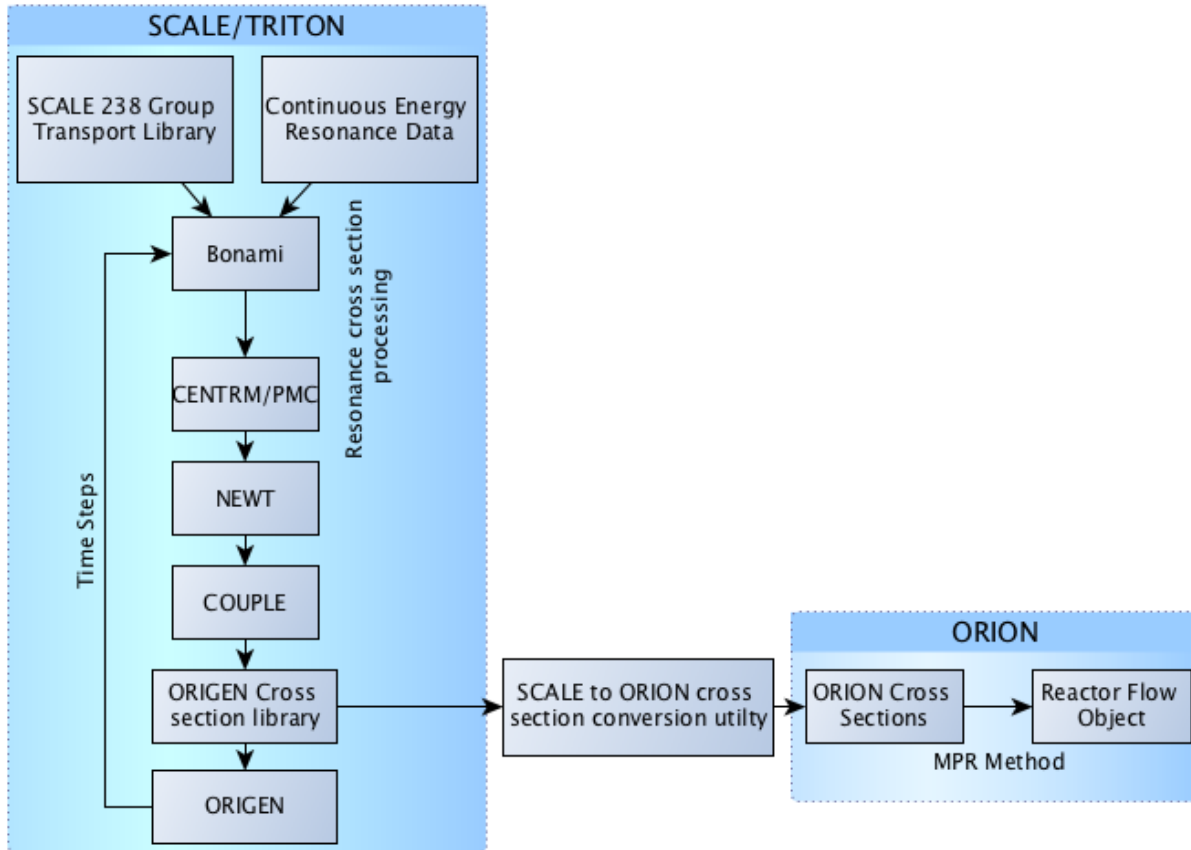 SCALE/TRITON
SCALE 238 Group
Transport Library
Continuous Energy
Resonance Data
Bonami
Resonance cross section
processing
CENTRM/PMC
NEWT
Time Steps
COUPLE
ORIGEN Cross
section library
ORIGEN
SCALE to ORION cross
section conversion utilty
ORION
ORION Cross
Sections
Reactor Flow
Object
MPR Method